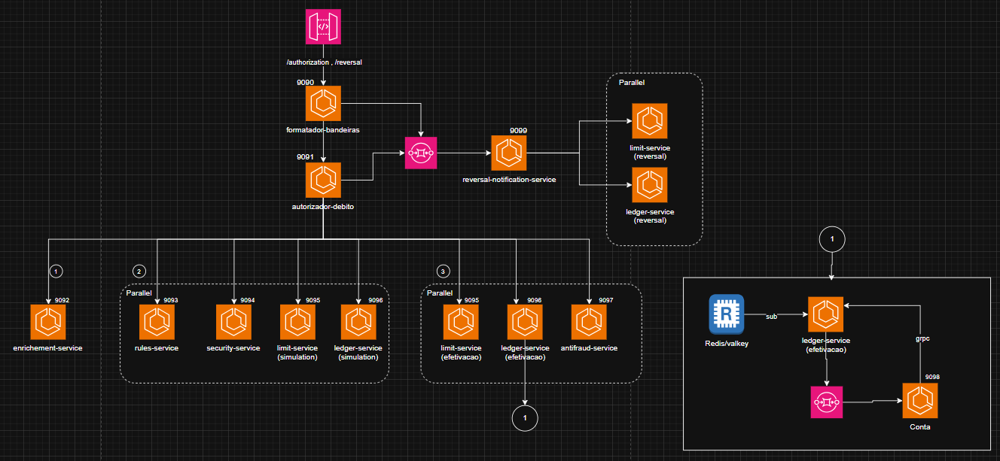 /authorization , /reversal
9090
formatador-bandeiras
9091
autorizador-debito
9099
reversal-notification-service
Parallel
limit-service
(reversal)
ledger-service
(reversal)
1
9092
enrichement-service
2
Parallel
9093
rules-service
9094
security-service
9095
limit-service
(simulation)
9096
ledger-service
(simulation)
3
Parallel
9095
limit-service
(efetivacao)
9096
ledger-service
(efetivacao)
9097
antifraud-service
1
1
R
Redis/valkey
sub
ledger-service
(efetivacao)
grpc
9098
Conta